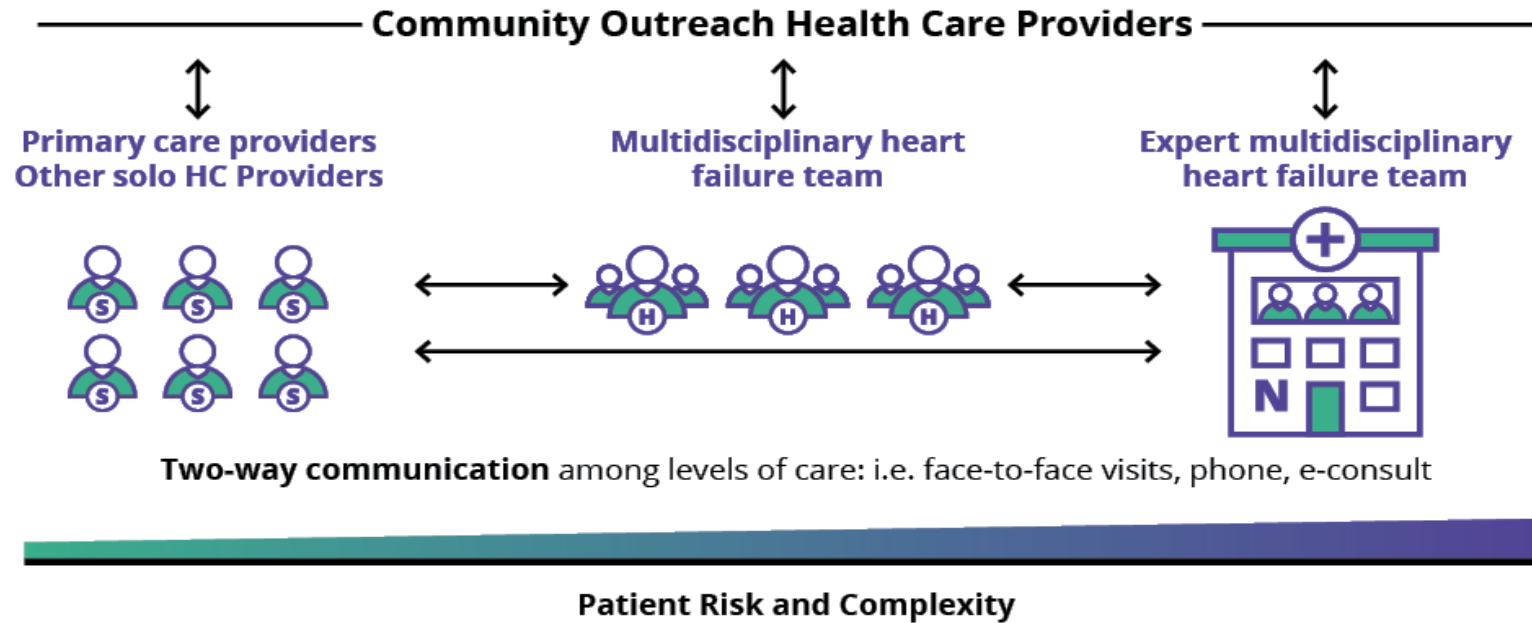 Community Outreach Health Care Providers
Primary care providers
Other solo HC Providers
Multidisciplinary heart
failure team
Expert multidisciplinary
heart failure team
S S S
H H H
S S S
N
Two-way communication among levels of care: i.e. face-to-face visits, phone, e-consult
Patient Risk and Complexity